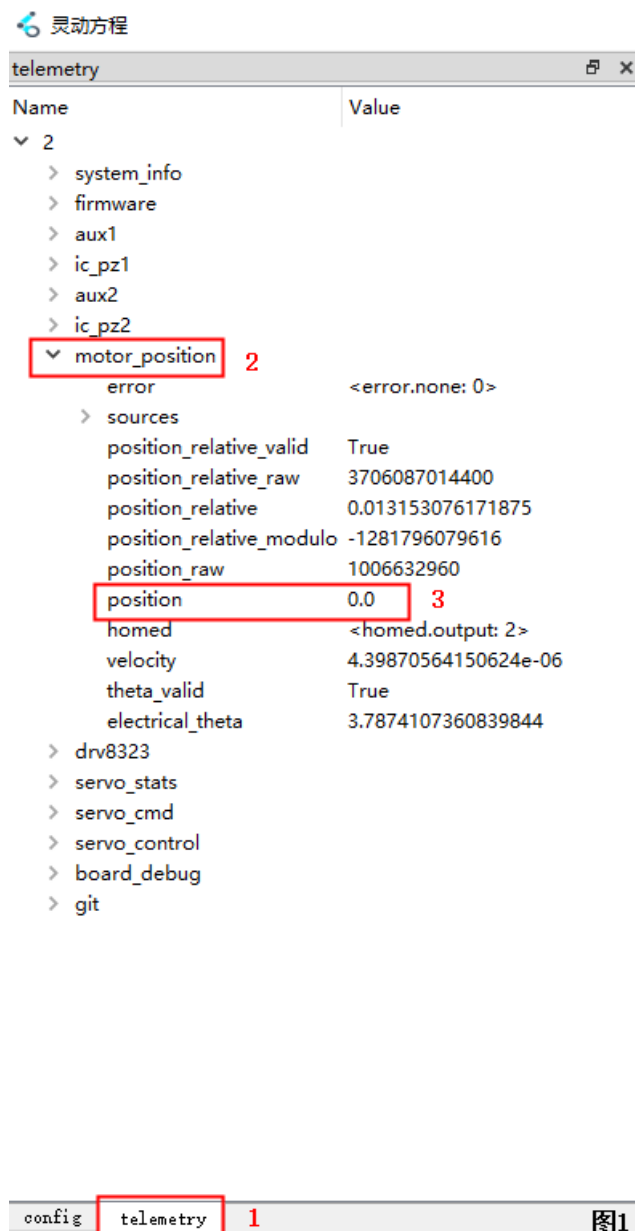 灵动方程
telemetry
Name Value
2
system_info
firmware
aux1
ic_pz1
aux2
ic_pz2
motor_position 2
error <error.none: 0>
sources
position_relative_valid True
position_relative_raw 3706087014400
position_relative 0.013153076171875
position_relative_modulo -1281796079616
position_raw 1006632960
position 0.0 3
homed <homed.output: 2>
velocity 4.39870564150624e-06
theta_valid True
electrical_theta 3.7874107360839844
drv8323
servo_stats
servo_cmd
servo_control
board_debug
git
config telemetry 1 图1